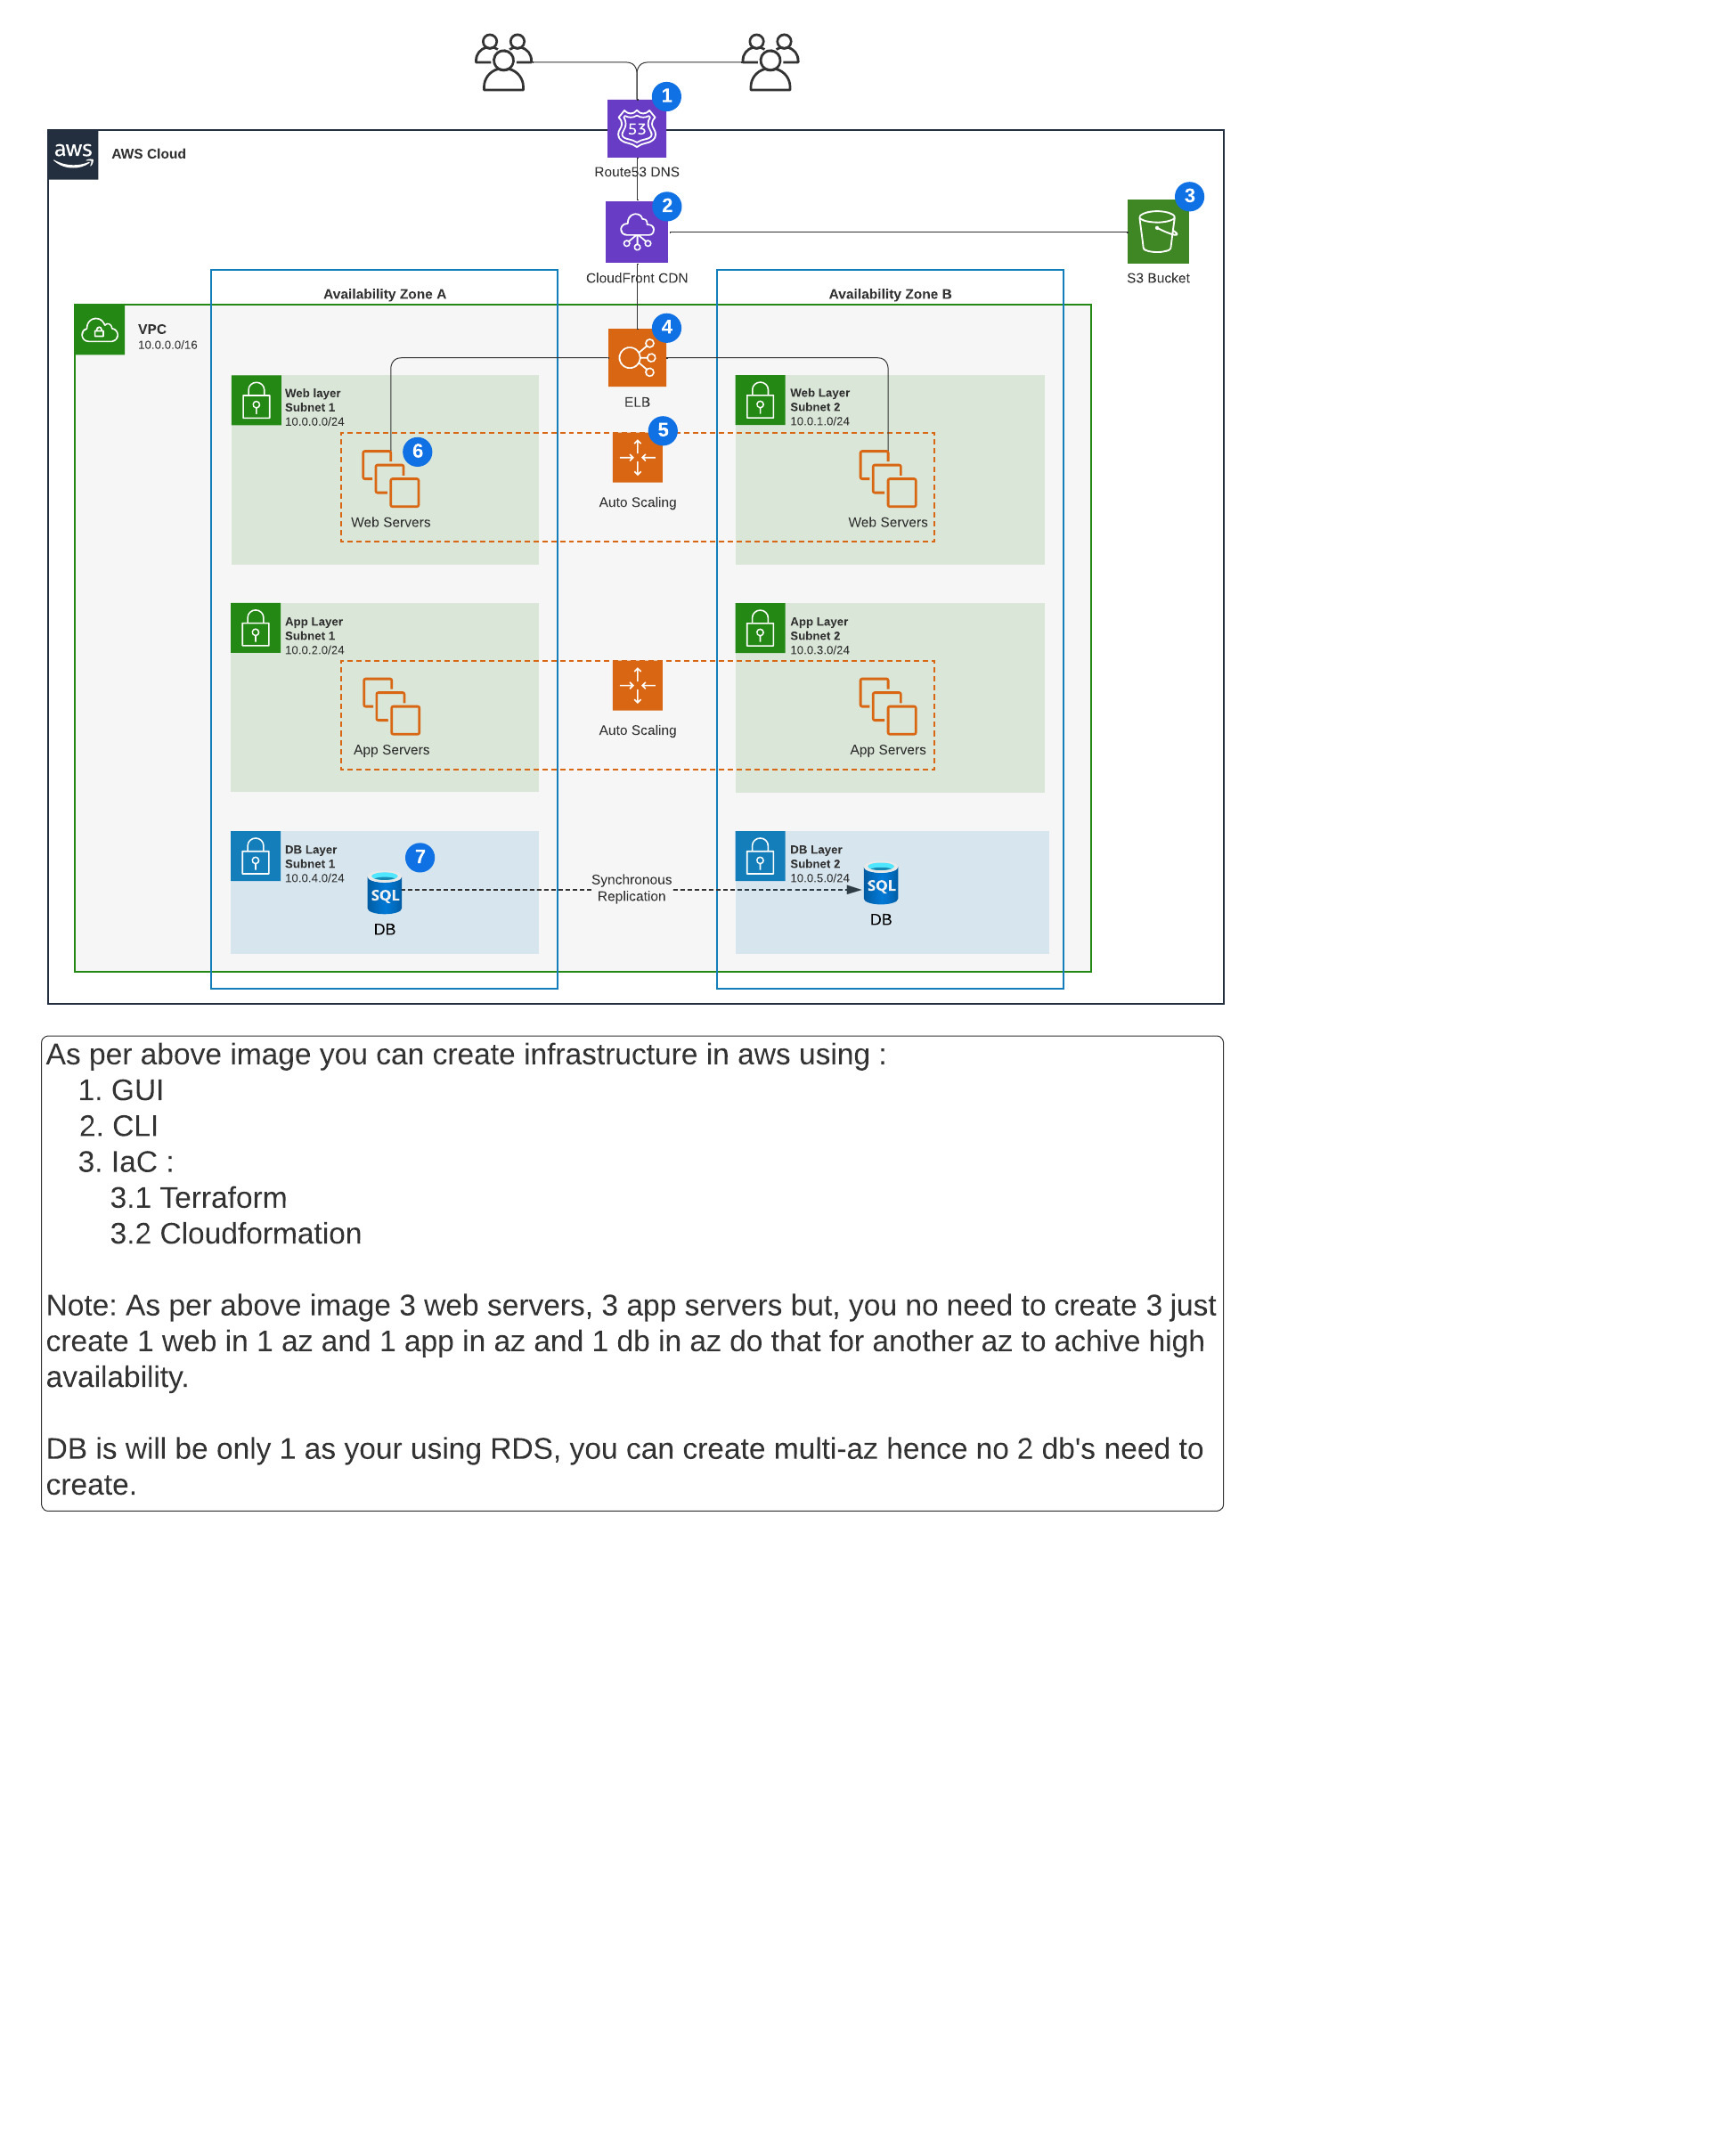 1
53
Route53 DNS
aws
AWS Cloud
2
CloudFront CDN
3
S3 Bucket
Availability Zone A
Availability Zone B
VPC
10.0.0.0/16
4
ELB
Web layer
Subnet 1
10.0.0.0/24
Web Layer
Subnet 2
10.0.1.0/24
5
Auto Scaling
6
Web Servers
Web Servers
App Layer
Subnet 1
10.0.2.0/24
App Layer
Subnet 2
10.0.3.0/24
Auto Scaling
App Servers
App Servers
DB Layer
Subnet 1
10.0.4.0/24
7
SQL
DB
Synchronous
Replication
DB Layer
Subnet 2
10.0.5.0/24
SQL
DB
As per above image you can create infrastructure in aws using :
1. GUI
2. CLI
3. IaC :
3.1 Terraform
3.2 Cloudformation
Note: As per above image 3 web servers, 3 app servers but, you no need to create 3 just
create 1 web in 1 az and 1 app in az and 1 db in az do that for another az to achive high
availability.
DB is will be only 1 as your using RDS, you can create multi-az hence no 2 db's need to
create.